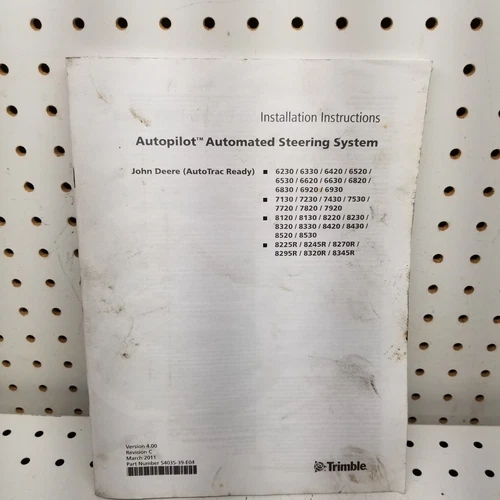 Installation Instructions
Autopilot™ Automated Steering System
John Deere (AutoTrac Ready)
■ 6230 / 6330 / 6420 / 6520 /
6530 / 6620 / 6630 / 6820 /
6830 / 6920 / 6930
■ 7130 / 7230 / 7430 / 7530 /
7720 / 7820 / 7920
■ 8120 / 8130 / 8220 / 8230 /
8320 / 8330 / 8420 / 8430 /
8520 / 8530
■ 8225R / 8245R / 8270R /
8295R / 8320R / 8345R
Version 4.00
Revision C
March 2011
Part Number 54035-39-E04
Trimble